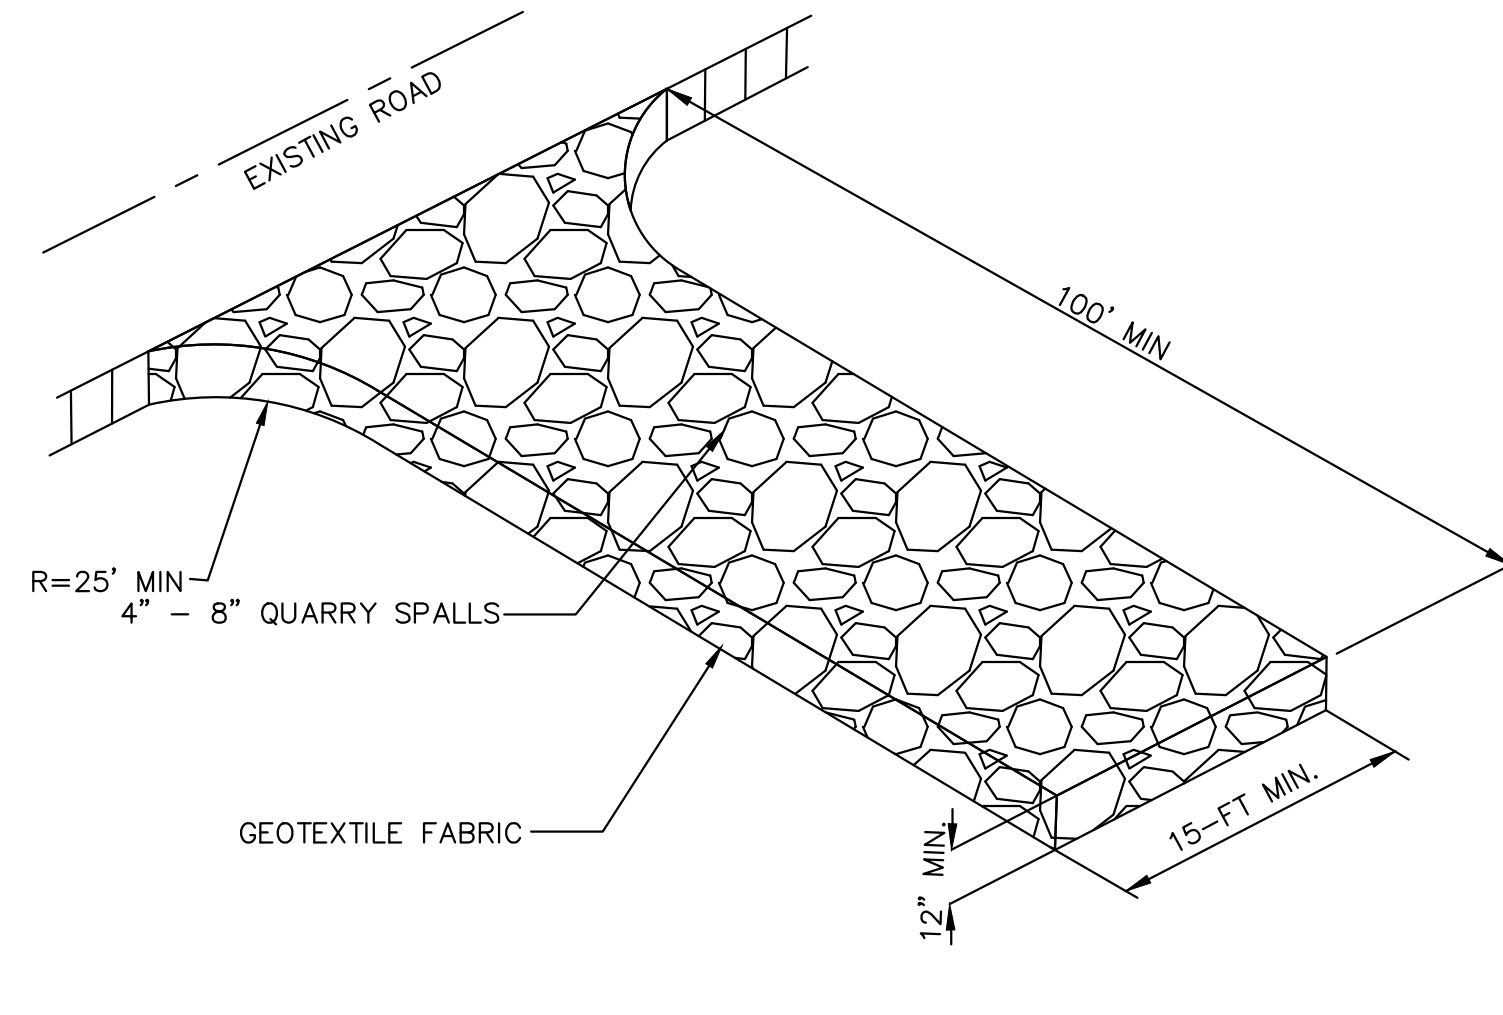 EXISTING ROAD
100' MIN
R=25' MIN
4" - 8" QUARRY SPALLS
GEOTEXTILE FABRIC
12" MIN.
15-FT MIN.